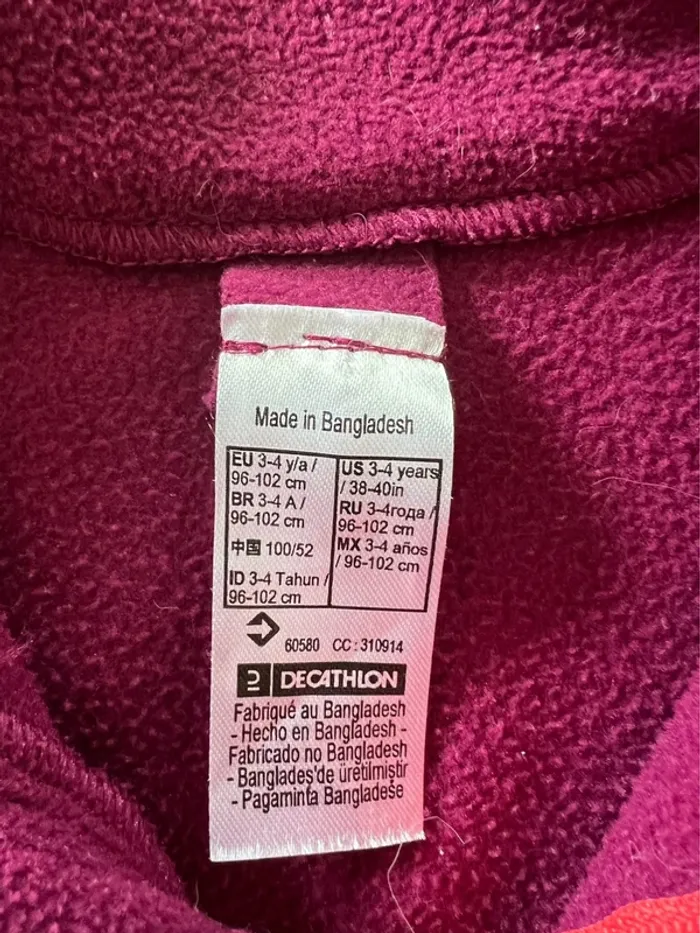 Made in Bangladesh
EU 3-4 y/a /
96-102 cm
BR 3-4 A /
96-102 cm
中国 100/52
ID 3-4 Tahun /
96-102 cm
US 3-4 years
/ 38-40in
RU 3-4года /
96-102 cm
MX 3-4 años
/ 96-102 cm
60580 CC : 310914
DECATHLON
Fabriqué au Bangladesh
- Hecho en Bangladesh -
Fabricado no Bangladesh
- Banglades'de üretilmiştir
- Pagaminta Bangladeše